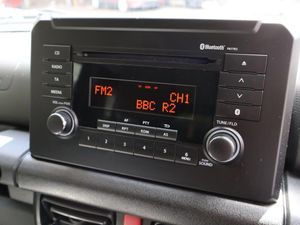 Bluetooth
CD
RADIO
TA
MEDIA
FM2
CH1
BBC R2
AF
PTY
TP
DISP
RPT
RDM
AS
1
2
3
4
5
6
MENU
TUNE/FLD
SOUND